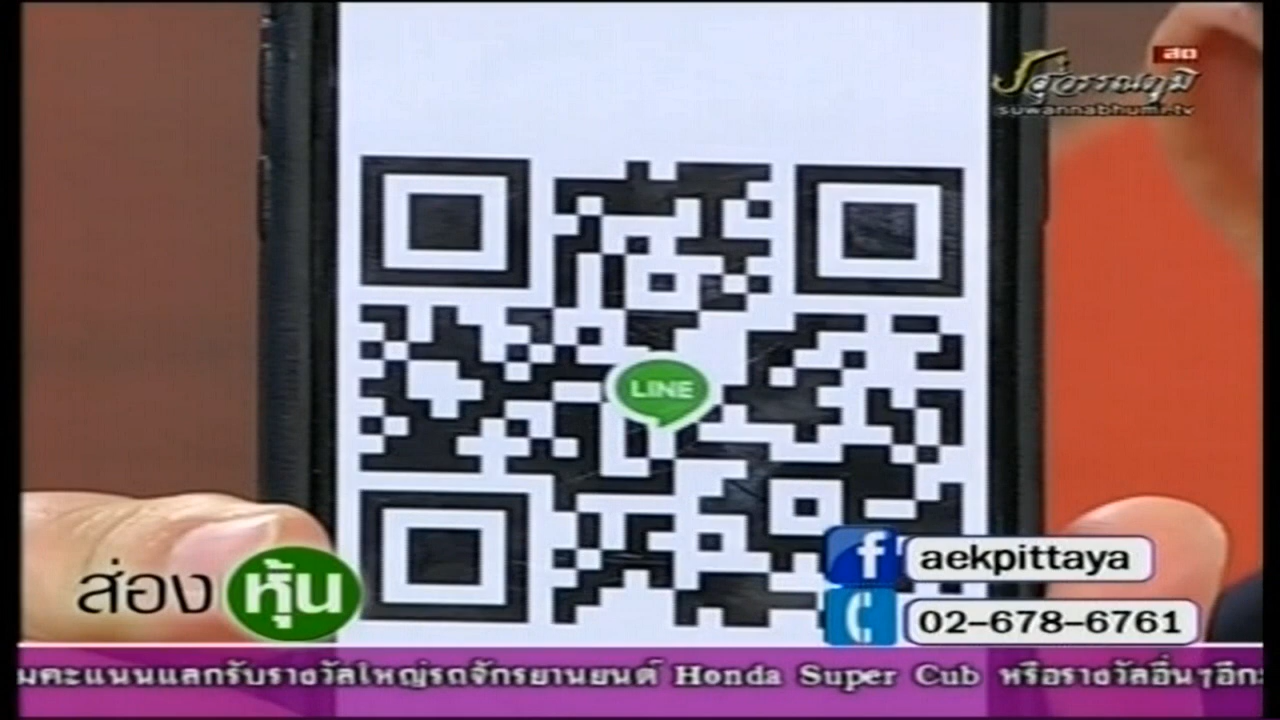 สด
สุวรรณภูมิ
suwannabhumi.tv
LINE
f aekpittaya
ส่อง หุ้น
02-678-6761
มคะแนนแลกรับรางวัลใหญ่รถจักรยานยนต์ Honda Super Cub หรือรางวัลอื่นๆอีก